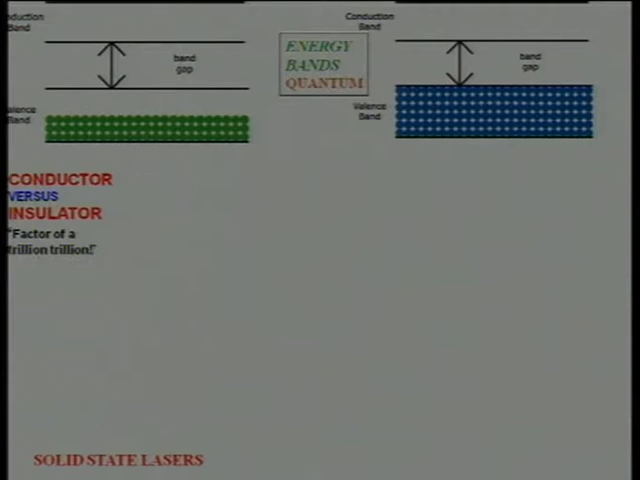 nduction
Band
band
gap
alence
Band
ENERGY
BANDS
QUANTUM
Conduction
Band
band
gap
Valence
Band
CONDUCTOR
VERSUS
INSULATOR
"Factor of a
trillion trillion!"
SOLID STATE LASERS